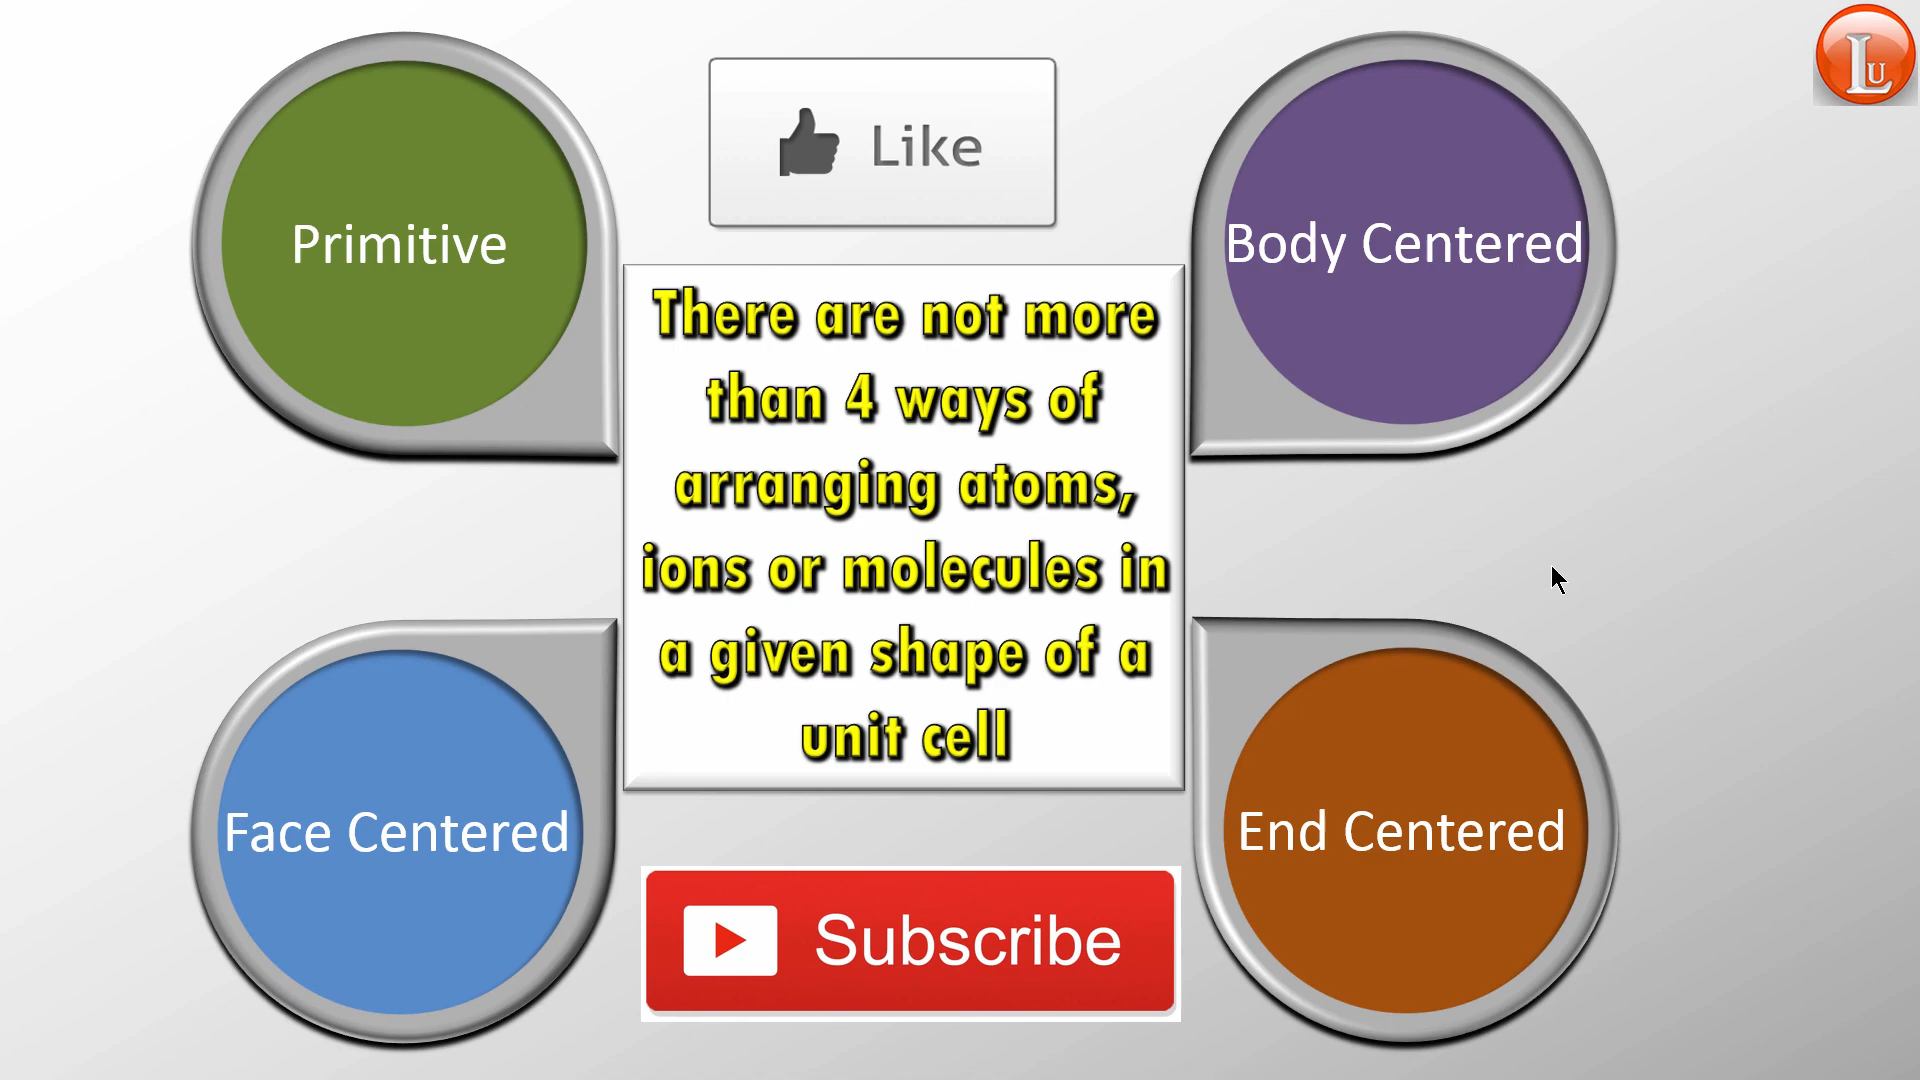 Primitive
Like
Body Centered
LU
There are not more
than 4 ways of
arranging atoms,
ions or molecules in
a given shape of a
unit cell
Face Centered
End Centered
Subscribe